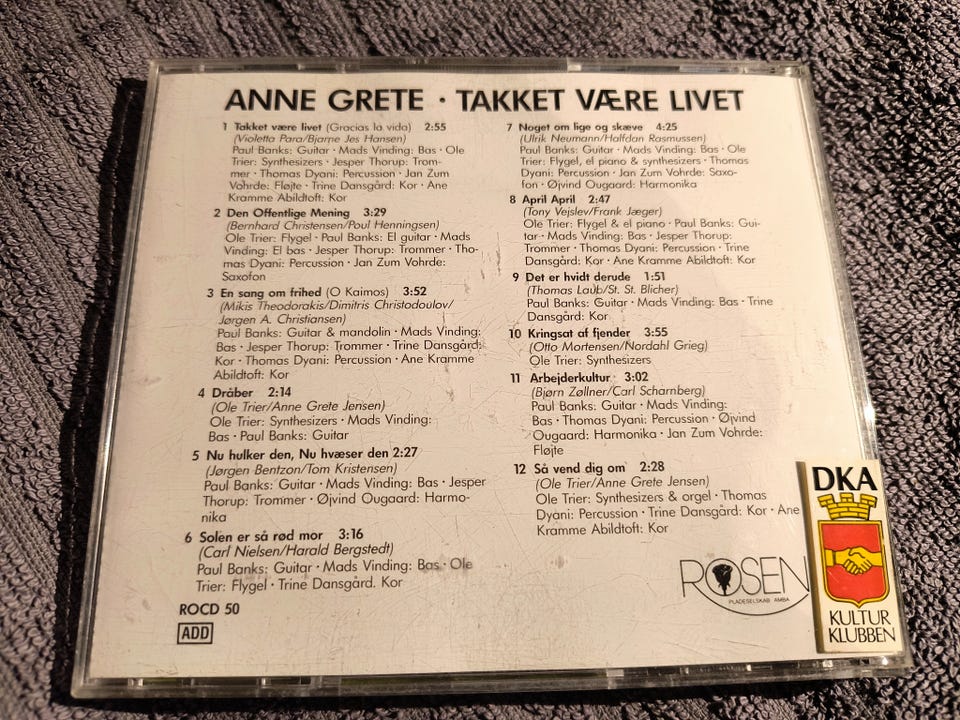 ANNE GRETE · TAKKET VÆRE LIVET
1 Takket være livet (Gracias la vida) 2:55
(Violetta Para/Bjarne Jes Hansen)
Paul Banks: Guitar · Mads Vinding: Bas · Ole
Trier: Synthesizers · Jesper Thorup: Trom-
mer · Thomas Dyani: Percussion · Jan Zum
Vohrde: Fløjte · Trine Dansgård: Kor · Ane
Kramme Abildtoft: Kor
2 Den Offentlige Mening 3:29
(Bernhard Christensen/Poul Henningsen)
Ole Trier: Flygel · Paul Banks: El guitar · Mads
Vinding: El bas · Jesper Thorup: Trommer · Tho-
mas Dyani: Percussion · Jan Zum Vohrde:
Saxofon
3 En sang om frihed (O Kaimos) 3:52
(Mikis Theodorakis/Dimitris Christodoulov/
Jørgen A. Christiansen)
Paul Banks: Guitar & mandolin · Mads Vinding:
Bas · Jesper Thorup: Trommer · Trine Dansgård:
Kor · Thomas Dyani: Percussion · Ane Kramme
Abildtoft: Kor
4 Dråber 2:14
(Ole Trier/Anne Grete Jensen)
Ole Trier: Synthesizers · Mads Vinding:
Bas · Paul Banks: Guitar
5 Nu hulker den, Nu hvæser den 2:27
(Jørgen Bentzon/Tom Kristensen)
Paul Banks: Guitar · Mads Vinding: Bas · Jesper
Thorup: Trommer · Øjvind Ougaard: Harmo-
nika
6 Solen er så rød mor 3:16
(Carl Nielsen/Harald Bergstedt)
Paul Banks: Guitar · Mads Vinding: Bas · Ole
Trier: Flygel · Trine Dansgård. Kor
ROCD 50
ADD
7 Noget om lige og skæve 4:25
(Ulrik Neumann/Halfdan Rasmussen)
Paul Banks: Guitar · Mads Vinding: Bas · Ole
Trier: Flygel, el piano & synthesizers · Thomas
Dyani: Percussion · Jan Zum Vohrde: Saxo-
fon · Øjvind Ougaard: Harmonika
8 April April 2:47
(Tony Vejslev/Frank Jæger)
Ole Trier: Flygel & el piano · Paul Banks: Gui-
tar · Mads Vinding: Bas · Jesper Thorup:
Trommer · Thomas Dyani: Percussion · Trine
Dansgård: Kor · Ane Kramme Abildtoft: Kor
9 Det er hvidt derude 1:51
(Thomas Laub/St. St. Blicher)
Paul Banks: Guitar · Mads Vinding: Bas · Trine
Dansgård: Kor
10 Kringsat af fjender 3:55
(Otto Mortensen/Nordahl Grieg)
Ole Trier: Synthesizers
11 Arbejderkultur 3:02
(Bjørn Zøllner/Carl Scharnberg)
Paul Banks: Guitar · Mads Vinding:
Bas · Thomas Dyani: Percussion · Øjvind
Ougaard: Harmonika · Jan Zum Vohrde:
Fløjte
12 Så vend dig om 2:28
(Ole Trier/Anne Grete Jensen)
Ole Trier: Synthesizers & orgel · Thomas
Dyani: Percussion · Trine Dansgård: Kor · Ane
Kramme Abildtoft: Kor
ROSEN
PLADESELSKAB AMBA
DKA
KULTUR
KLUBBEN